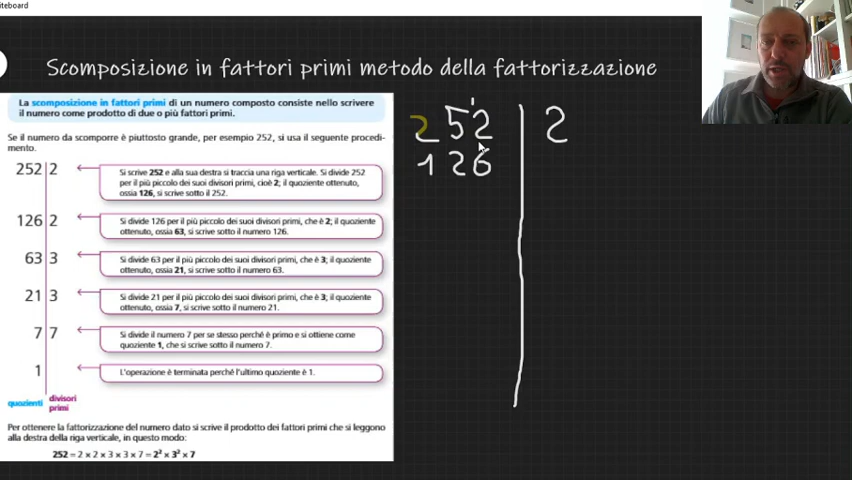 iteboard
Scomposizione in fattori primi metodo della fattorizzazione
La scomposizione in fattori primi di un numero composto consiste nello scrivere
il numero come prodotto di due o più fattori primi.
Se il numero da scomporre è piuttosto grande, per esempio 252, si usa il seguente procedi-
mento.
252 2
Si scrive 252 e alla sua destra si traccia una riga verticale. Si divide 252
per il più piccolo dei suoi divisori primi, cioè 2; il quoziente ottenuto,
ossia 126, si scrive sotto il 252.
126 2
Si divide 126 per il più piccolo dei suoi divisori primi, che è 2; il quoziente
ottenuto, ossia 63, si scrive sotto il numero 126.
63 3
Si divide 63 per il più piccolo dei suoi divisori primi, che è 3; il quoziente
ottenuto, ossia 21, si scrive sotto il numero 63.
21 3
Si divide 21 per il più piccolo dei suoi divisori primi, che è 3; il quoziente
ottenuto, ossia 7, si scrive sotto il numero 21.
7 7
Si divide il numero 7 per se stesso perché è primo e si ottiene come
quoziente 1, che si scrive sotto il numero 7.
1
L'operazione è terminata perché l'ultimo quoziente è 1.
quozienti divisori
primi
Per ottenere la fattorizzazione del numero dato si scrive il prodotto dei fattori primi che si leggono
alla destra della riga verticale, in questo modo:
252 = 2 × 2 × 3 × 3 × 7 = 2² × 3² × 7
252 2
126